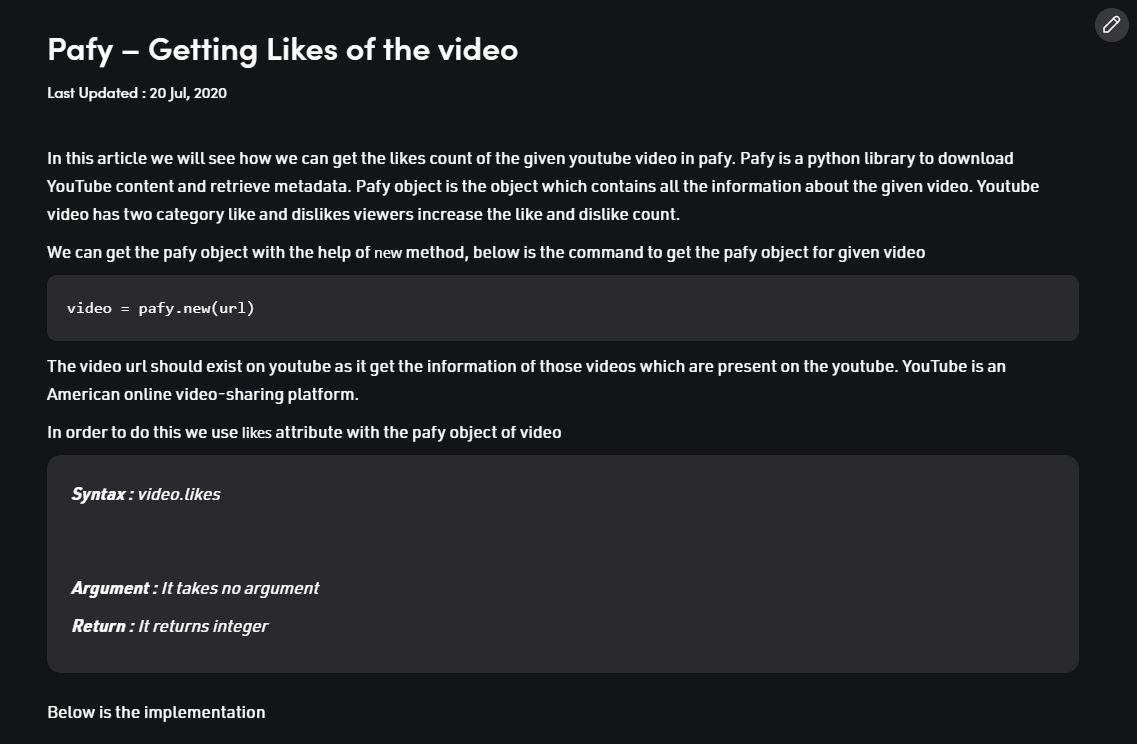 Pafy – Getting Likes of the video
Last Updated : 20 Jul, 2020
In this article we will see how we can get the likes count of the given youtube video in pafy. Pafy is a python library to download
YouTube content and retrieve metadata. Pafy object is the object which contains all the information about the given video. Youtube
video has two category like and dislikes viewers increase the like and dislike count.
We can get the pafy object with the help of new method, below is the command to get the pafy object for given video
video = pafy.new(url)
The video url should exist on youtube as it get the information of those videos which are present on the youtube. YouTube is an
American online video-sharing platform.
In order to do this we use likes attribute with the pafy object of video
Syntax : video.likes
Argument : It takes no argument
Return : It returns integer
Below is the implementation